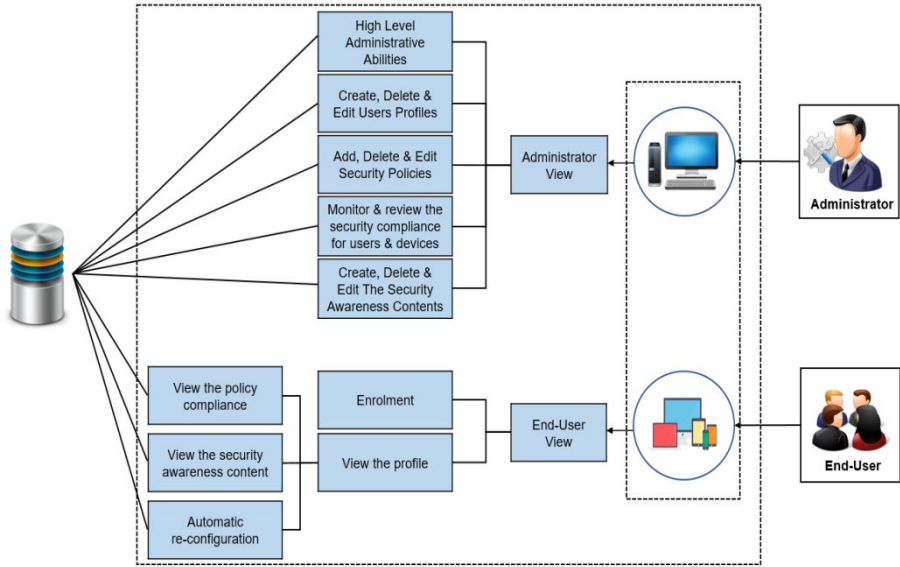 High Level
Administrative
Abilities
Create, Delete &
Edit Users Profiles
Add, Delete & Edit
Security Policies
Monitor & review the
security compliance
for users & devices
Create, Delete &
Edit The Security
Awareness Contents
Administrator
View
Administrator
View the policy
compliance
View the security
awareness content
Automatic
re-configuration
Enrolment
View the profile
End-User
View
End-User